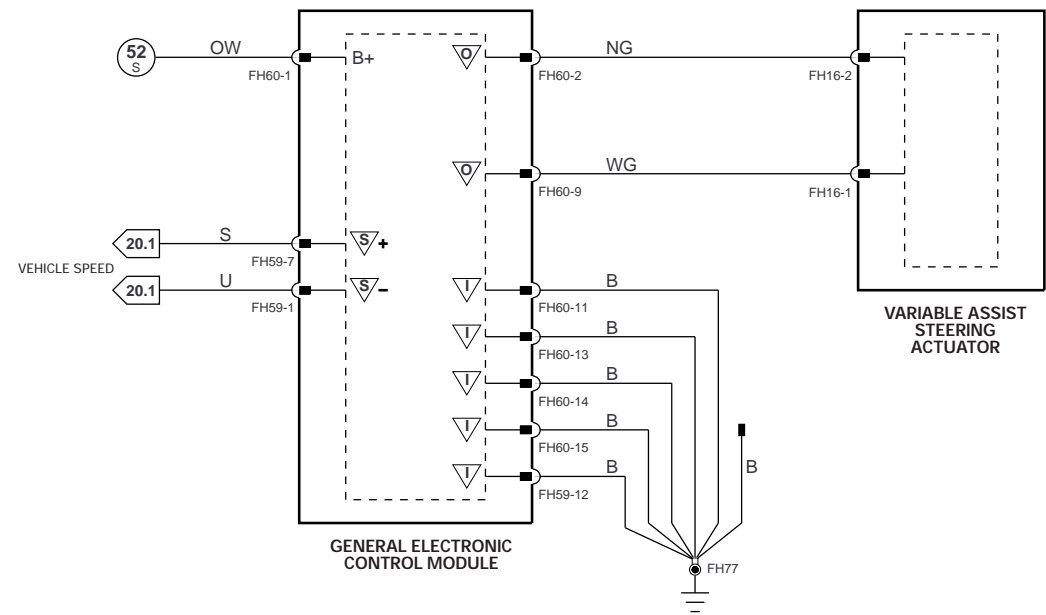 52
S
OW
FH60-1
B+
O
NG
FH60-2
FH16-2
O
WG
FH60-9
FH16-1
VEHICLE SPEED
20.1
S
FH59-7
S +
20.1
U
FH59-1
S −
I
B
FH60-11
I
B
FH60-13
I
B
FH60-14
I
B
FH60-15
I
B
FH59-12
B
FH77
GENERAL ELECTRONIC
CONTROL MODULE
VARIABLE ASSIST
STEERING
ACTUATOR